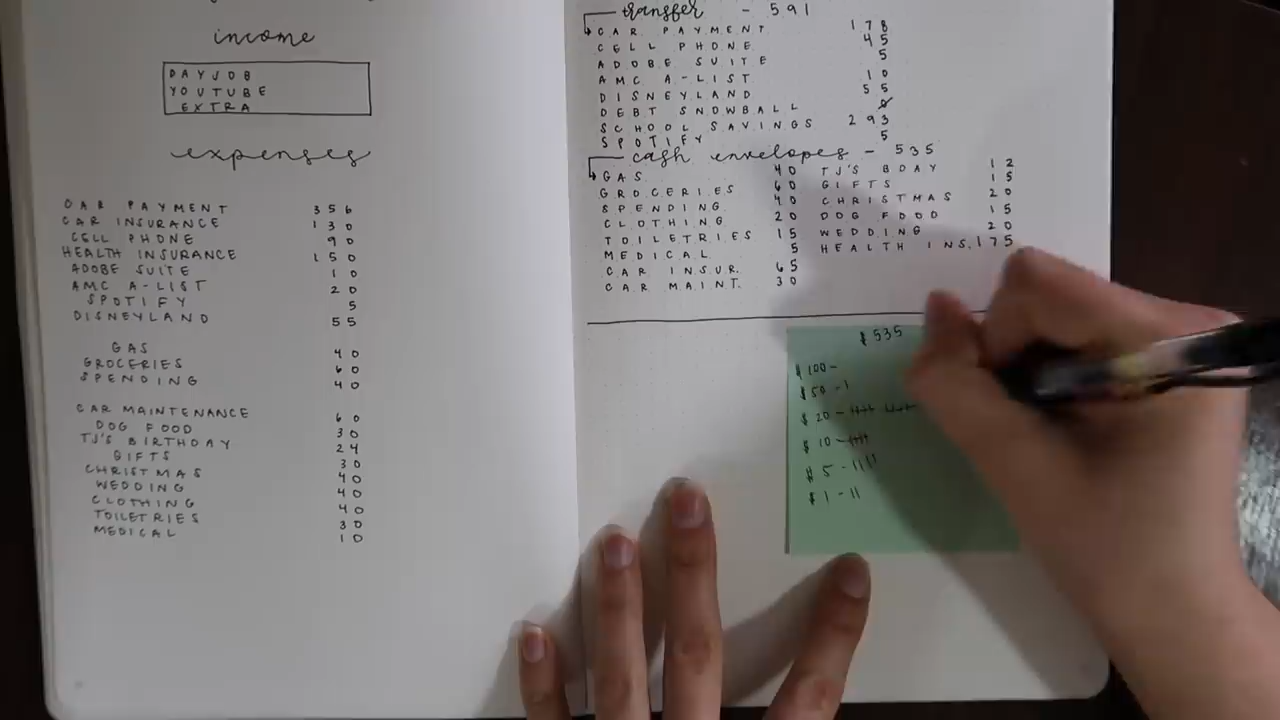 income
DAYJOB
YOUTUBE
EXTRA
expenses
CAR PAYMENT 356
CAR INSURANCE 130
CELL PHONE 90
HEALTH INSURANCE 150
ADOBE SUITE 10
AMC A-LIST 20
SPOTIFY 5
DISNEYLAND 55
GAS 40
GROCERIES 60
SPENDING 40
CAR MAINTENANCE 60
DOG FOOD 30
TJ'S BIRTHDAY 24
GIFTS 30
CHRISTMAS 40
WEDDING 40
CLOTHING 40
TOILETRIES 30
MEDICAL 10
transfer - 591
CAR PAYMENT 178
CELL PHONE 45
ADOBE SUITE 5
AMC A-LIST 10
DISNEYLAND 55
DEBT SNOWBALL 0
SCHOOL SAVINGS 293
SPOTIFY 5
cash envelopes - 535
GAS 40
GROCERIES 60
SPENDING 40
CLOTHING 20
TOILETRIES 15
MEDICAL 5
CAR INSUR. 65
CAR MAINT. 30
TJ'S BDAY 12
GIFTS 15
CHRISTMAS 20
DOG FOOD 15
WEDDING 20
HEALTH INS. 175
$535
$100 -
$50 - I
$20 -
$10 -
$5 - IIII
$1 - II